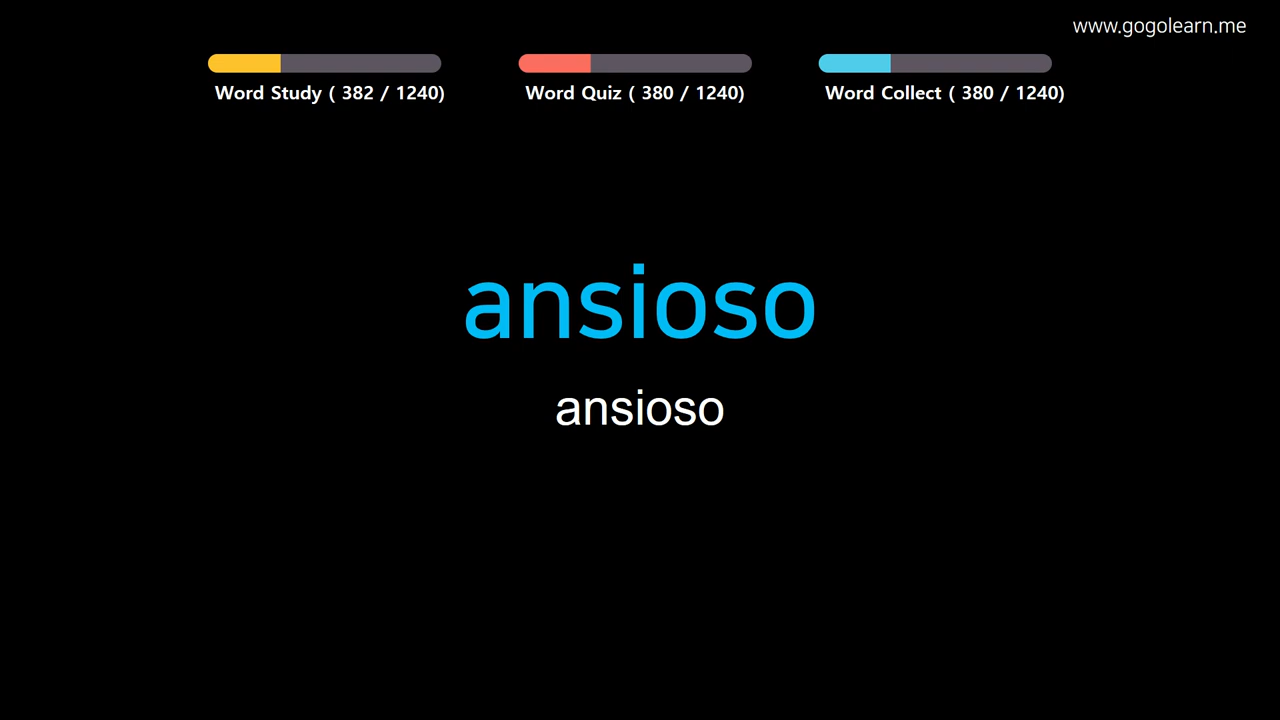 www.gogolearn.me
Word Study ( 382 / 1240)
Word Quiz ( 380 / 1240)
Word Collect ( 380 / 1240)
ansioso
ansioso